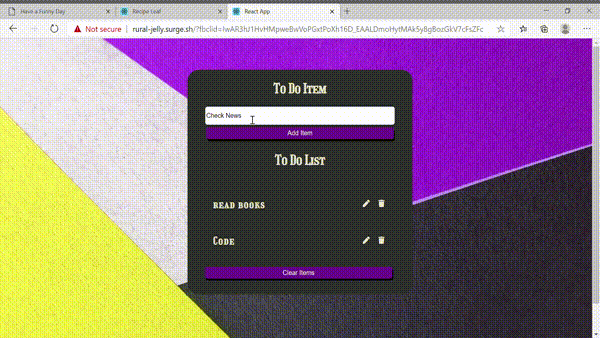 Have a Funny Day
Recipe Leaf
React App
Not secure
rural-jelly.surge.sh/?fbclid=IwAR3hU1HvHMpweBwVoPGxtPoXh16D_EAALDmoHytMAk5y8gBozGkV7cFsZFc
To Do Item
Check News
Add Item
To Do List
read books
Code
Clear Items